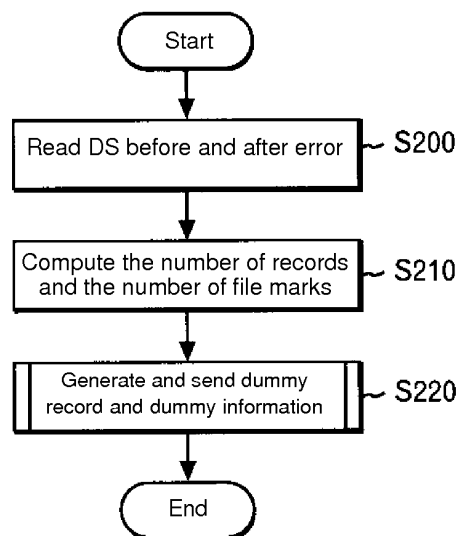 Start
Read DS before and after error
S200
Compute the number of records
and the number of file marks
S210
Generate and send dummy
record and dummy information
S220
End